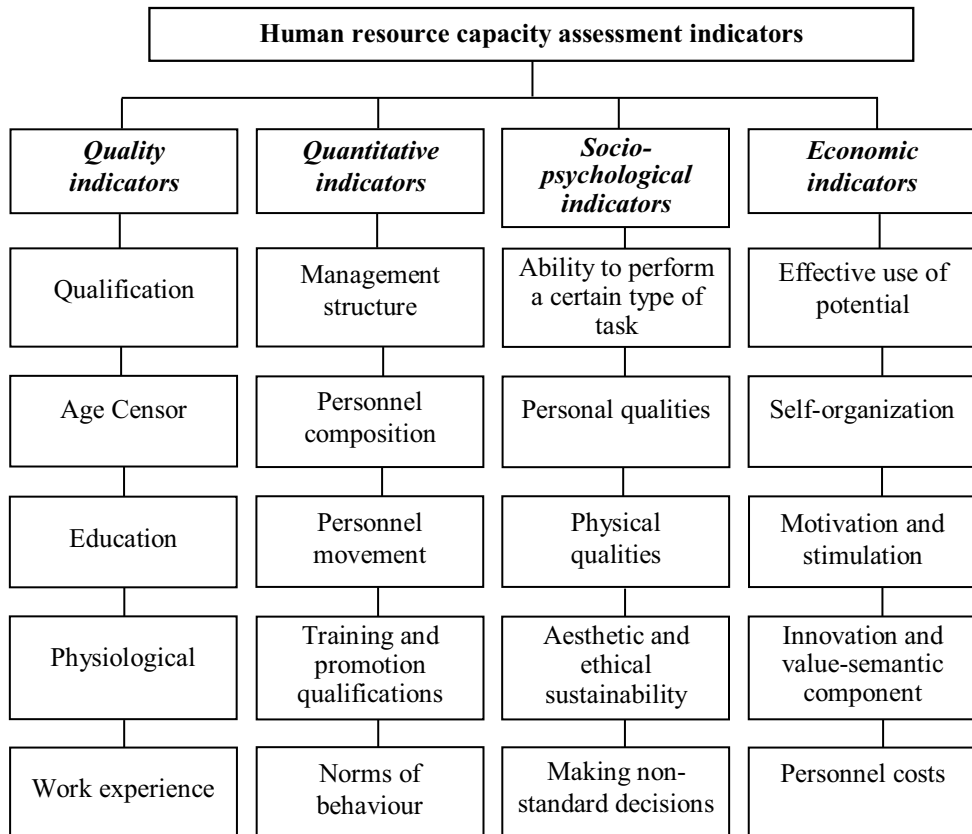 Human resource capacity assessment indicators
Quality
indicators
Quantitative
indicators
Socio-
psychological
indicators
Economic
indicators
Qualification
Management
structure
Ability to perform
a certain type of
task
Effective use of
potential
Age Censor
Personnel
composition
Personal qualities
Self-organization
Education
Personnel
movement
Physical
qualities
Motivation and
stimulation
Physiological
Training and
promotion
qualifications
Aesthetic and
ethical
sustainability
Innovation and
value-semantic
component
Work experience
Norms of
behaviour
Making non-
standard decisions
Personnel costs